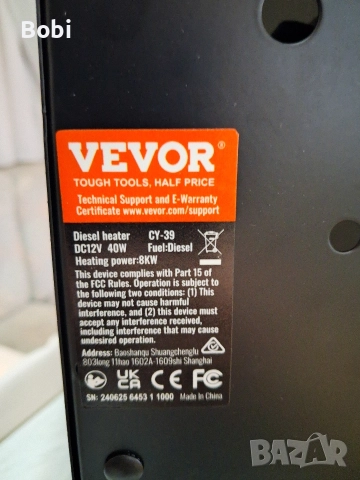 Bobi
VEVOR®
TOUGH TOOLS, HALF PRICE
Technical Support and E-Warranty
Certificate www.vevor.com/support
Diesel heater CY-39
DC12V 40W Fuel:Diesel
Heating power:8KW
This device complies with Part 15 of
the FCC Rules. Operation is subject to
the following two conditions: (1) This
device may not cause harmful
interference, and (2) this device must
accept any interference received,
including interference that may cause
undesired operation.
Address: Baoshanqu Shuangchenglu
803long 11hao 1602A-1609shi Shanghai
UK CA CE FC
SN: 240625 6453 1 1000 Made In China
BAZAR